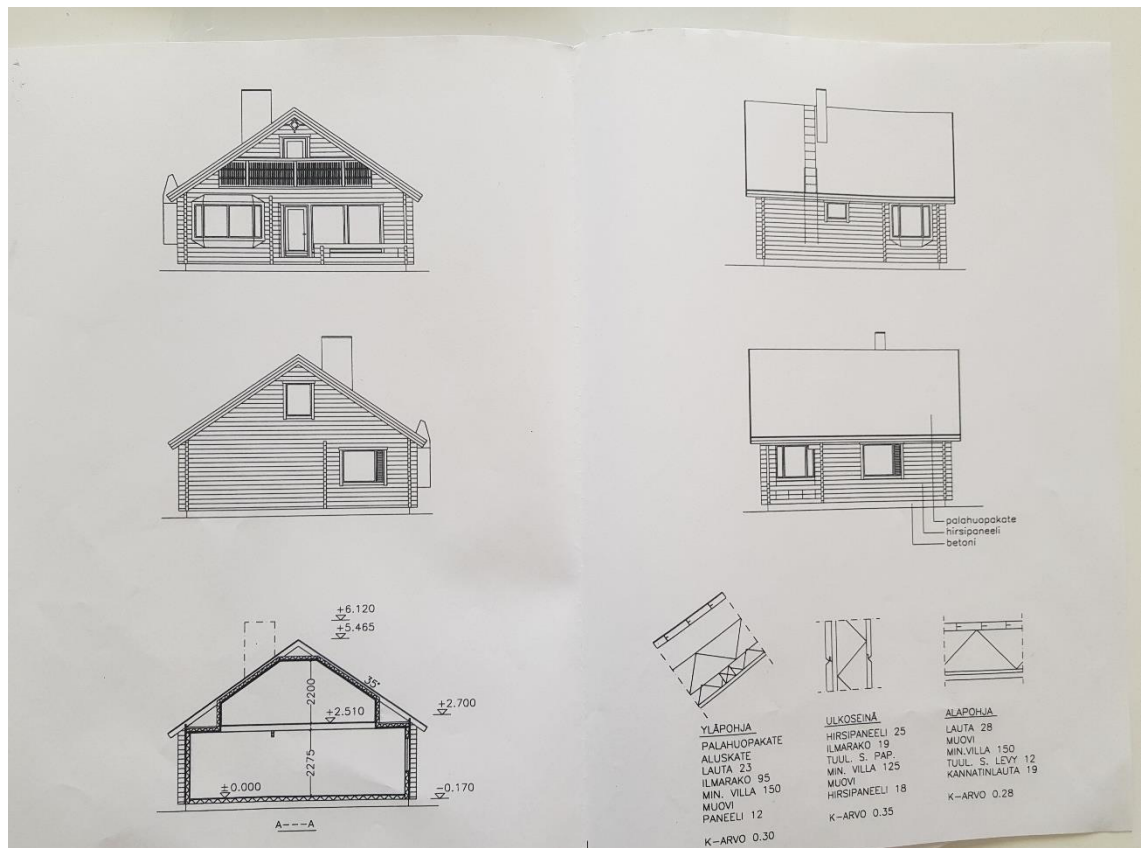 palahuopakate
hirsipaneeli
betoni
+6.120
+5.465
35°
2200
+2.700
+2.510
2275
±0.000
-0.170
A---A
YLÄPOHJA
PALAHUOPAKATE
ALUSKATE
LAUTA 23
ILMARAKO 95
MIN. VILLA 150
MUOVI
PANEELI 12
K-ARVO 0.30
ULKOSEINÄ
HIRSIPANEELI 25
ILMARAKO 19
TUUL. S. PAP.
MIN. VILLA 125
MUOVI
HIRSIPANEELI 18
K-ARVO 0.35
ALAPOHJA
LAUTA 28
MUOVI
MIN.VILLA 150
TUUL. S. LEVY 12
KANNATINLAUTA 19
K-ARVO 0.28